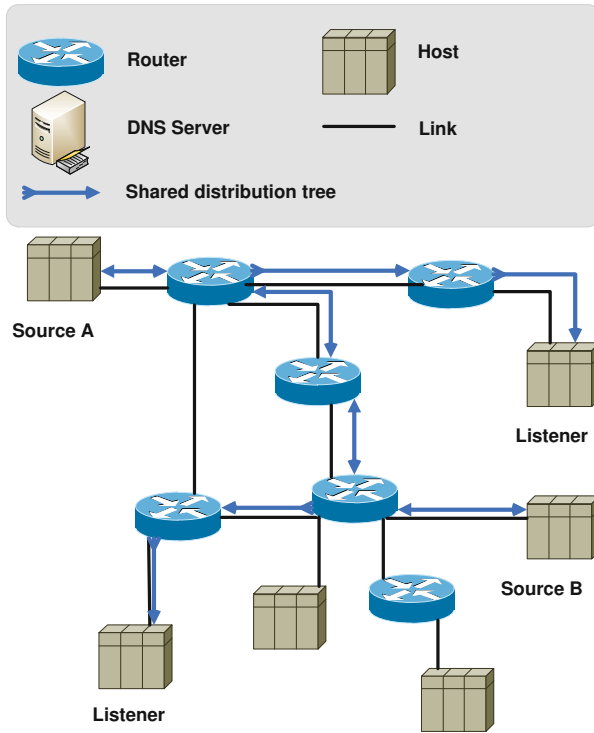 Router
Host
DNS Server
Link
Shared distribution tree
Source A
Listener
Source B
Listener